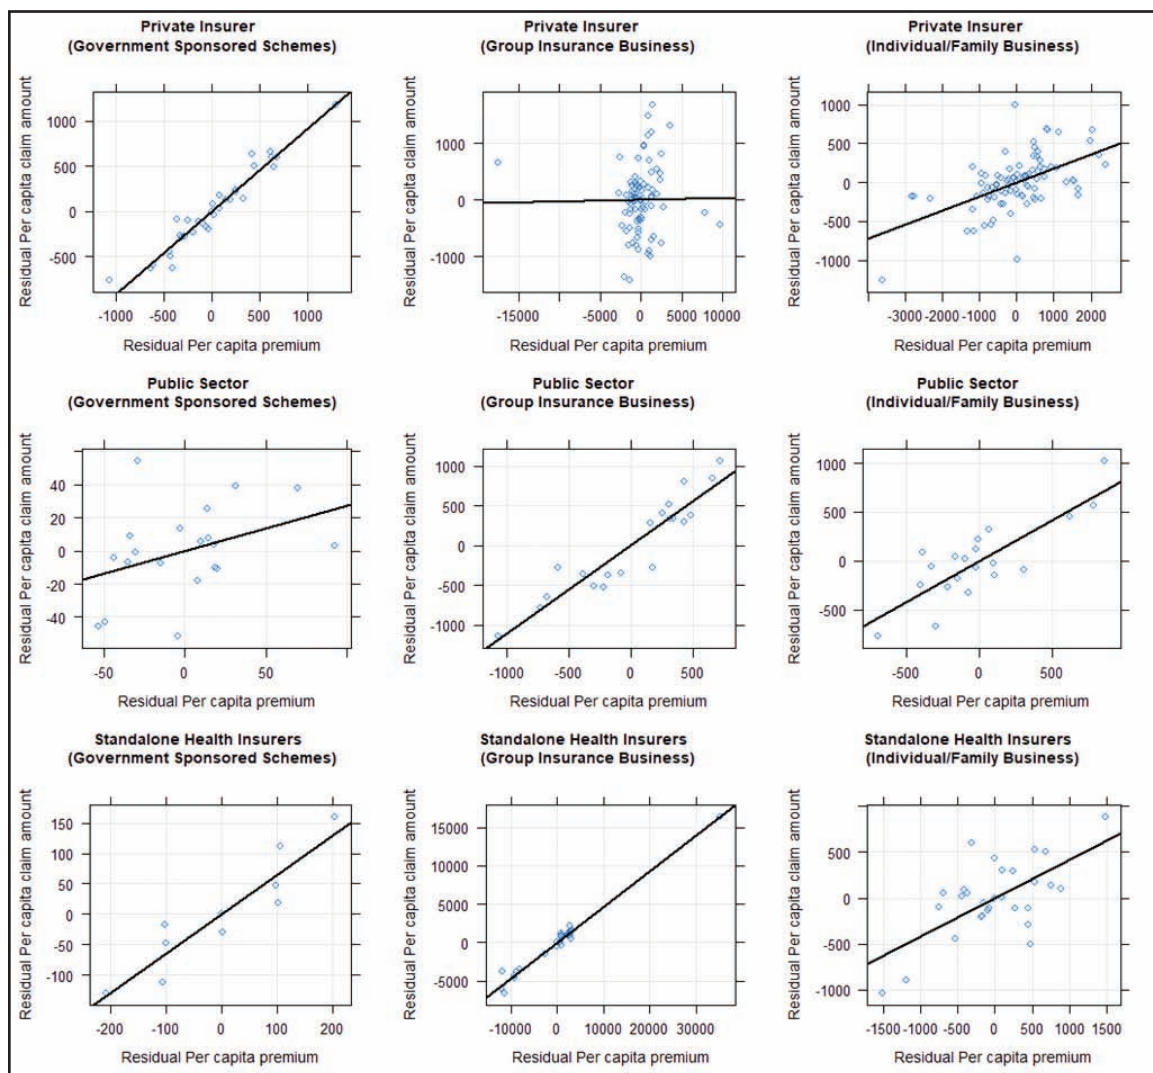 Private Insurer
(Government Sponsored Schemes)
Residual Per capita claim amount
1000
500
0
-500
-1000 -500 0 500 1000
Residual Per capita premium
Private Insurer
(Group Insurance Business)
Residual Per capita claim amount
1000
0
-1000
-15000 -5000 0 5000 10000
Residual Per capita premium
Private Insurer
(Individual/Family Business)
Residual Per capita claim amount
1000
500
0
-500
-1000
-3000 -2000 -1000 0 1000 2000
Residual Per capita premium
Public Sector
(Government Sponsored Schemes)
Residual Per capita claim amount
40
20
0
-20
-40
-50 0 50
Residual Per capita premium
Public Sector
(Group Insurance Business)
Residual Per capita claim amount
1000
500
0
-500
-1000
-1000 -500 0 500
Residual Per capita premium
Public Sector
(Individual/Family Business)
Residual Per capita claim amount
1000
500
0
-500
-500 0 500
Residual Per capita premium
Standalone Health Insurers
(Government Sponsored Schemes)
Residual Per capita claim amount
150
100
50
0
-50
-100
-200 -100 0 100 200
Residual Per capita premium
Standalone Health Insurers
(Group Insurance Business)
Residual Per capita claim amount
15000
10000
5000
0
-5000
-10000 0 10000 20000 30000
Residual Per capita premium
Standalone Health Insurers
(Individual/Family Business)
Residual Per capita claim amount
500
0
-500
-1000
-1500 -1000 -500 0 500 1000 1500
Residual Per capita premium